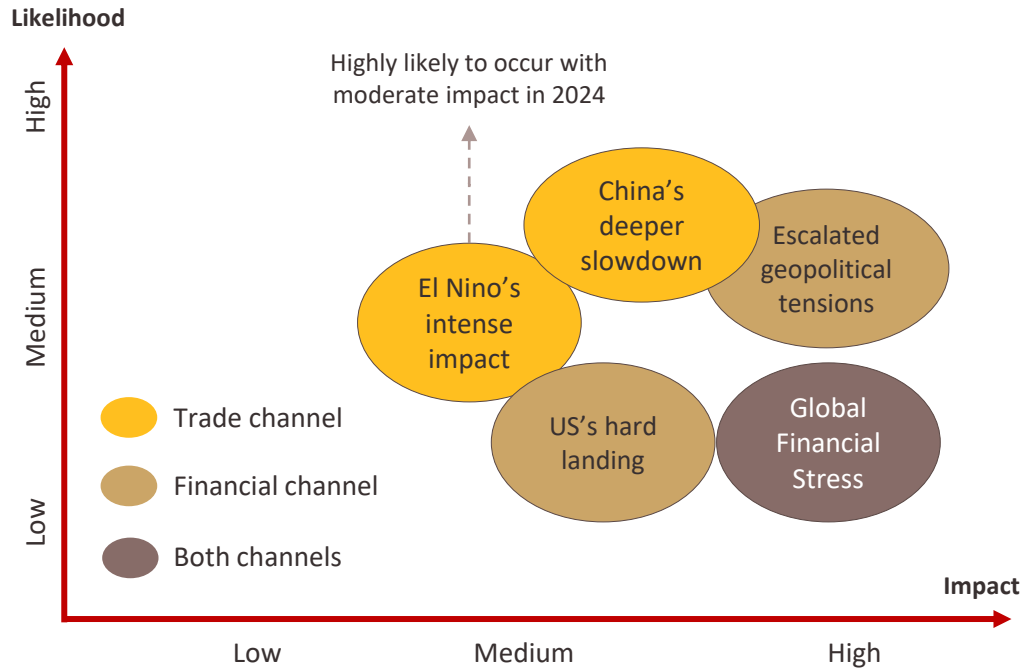 Likelihood
High
Medium
Low
Highly likely to occur with
moderate impact in 2024
China’s
deeper
slowdown
Escalated
geopolitical
tensions
El Nino’s
intense
impact
US’s hard
landing
Global
Financial
Stress
Trade channel
Financial channel
Both channels
Impact
Low
Medium
High